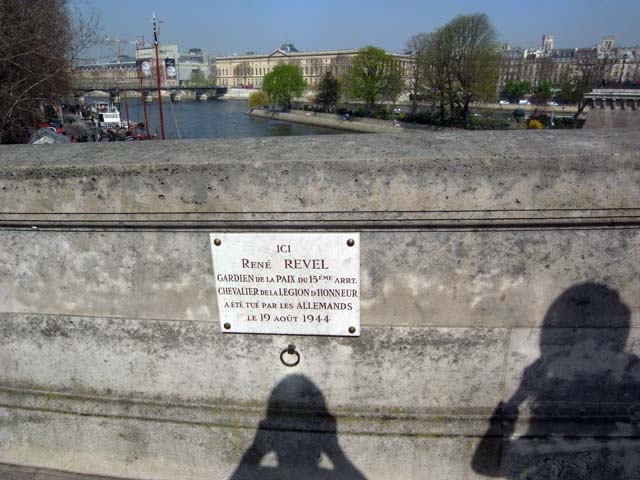 ICI
RENÉ REVEL
GARDIEN DE LA PAIX DU 15ÈME ARRT.
CHEVALIER DE LA LEGION D'HONNEUR
A ÉTÉ TUÉ PAR LES ALLEMANDS
LE 19 AOÛT 1944